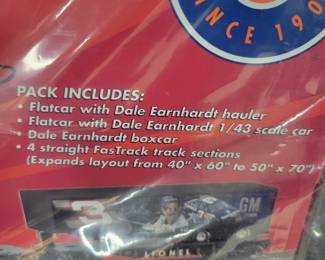 SINCE 190
PACK INCLUDES:
• Flatcar with Dale Earnhardt hauler
• Flatcar with Dale Earnhardt 1/43 scale car
• Dale Earnhardt boxcar
• 4 straight FasTrack track sections
(Expands layout from 40" x 60" to 50" x 70")
3
GM
LIONEL